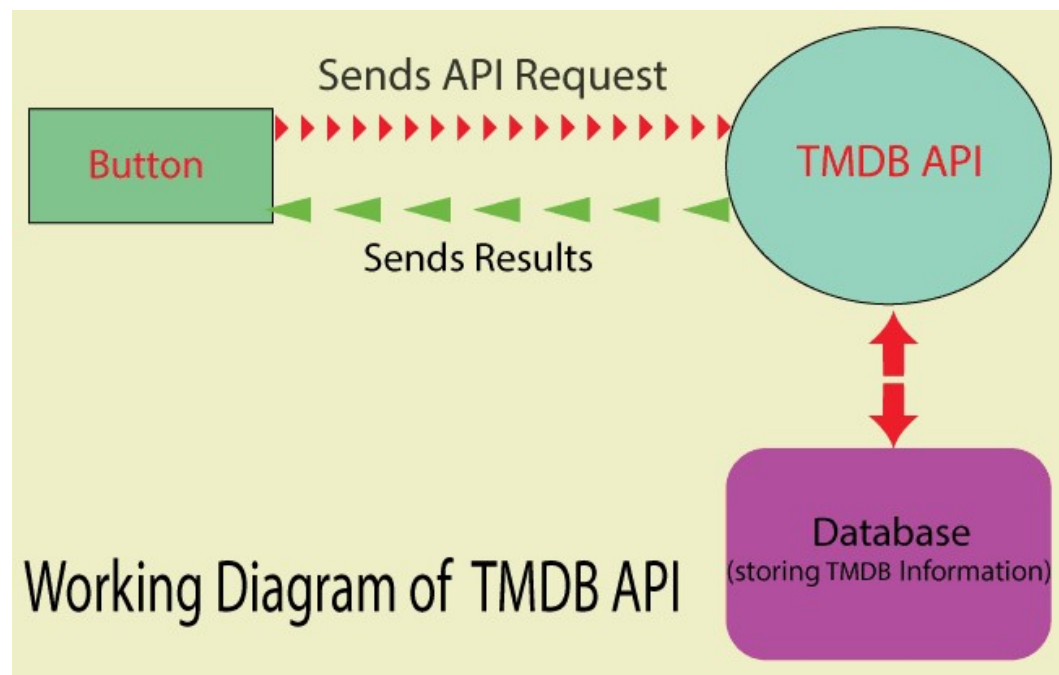 Sends API Request
Button
TMDB API
Sends Results
Database
(storing TMDB Information)
Working Diagram of TMDB API